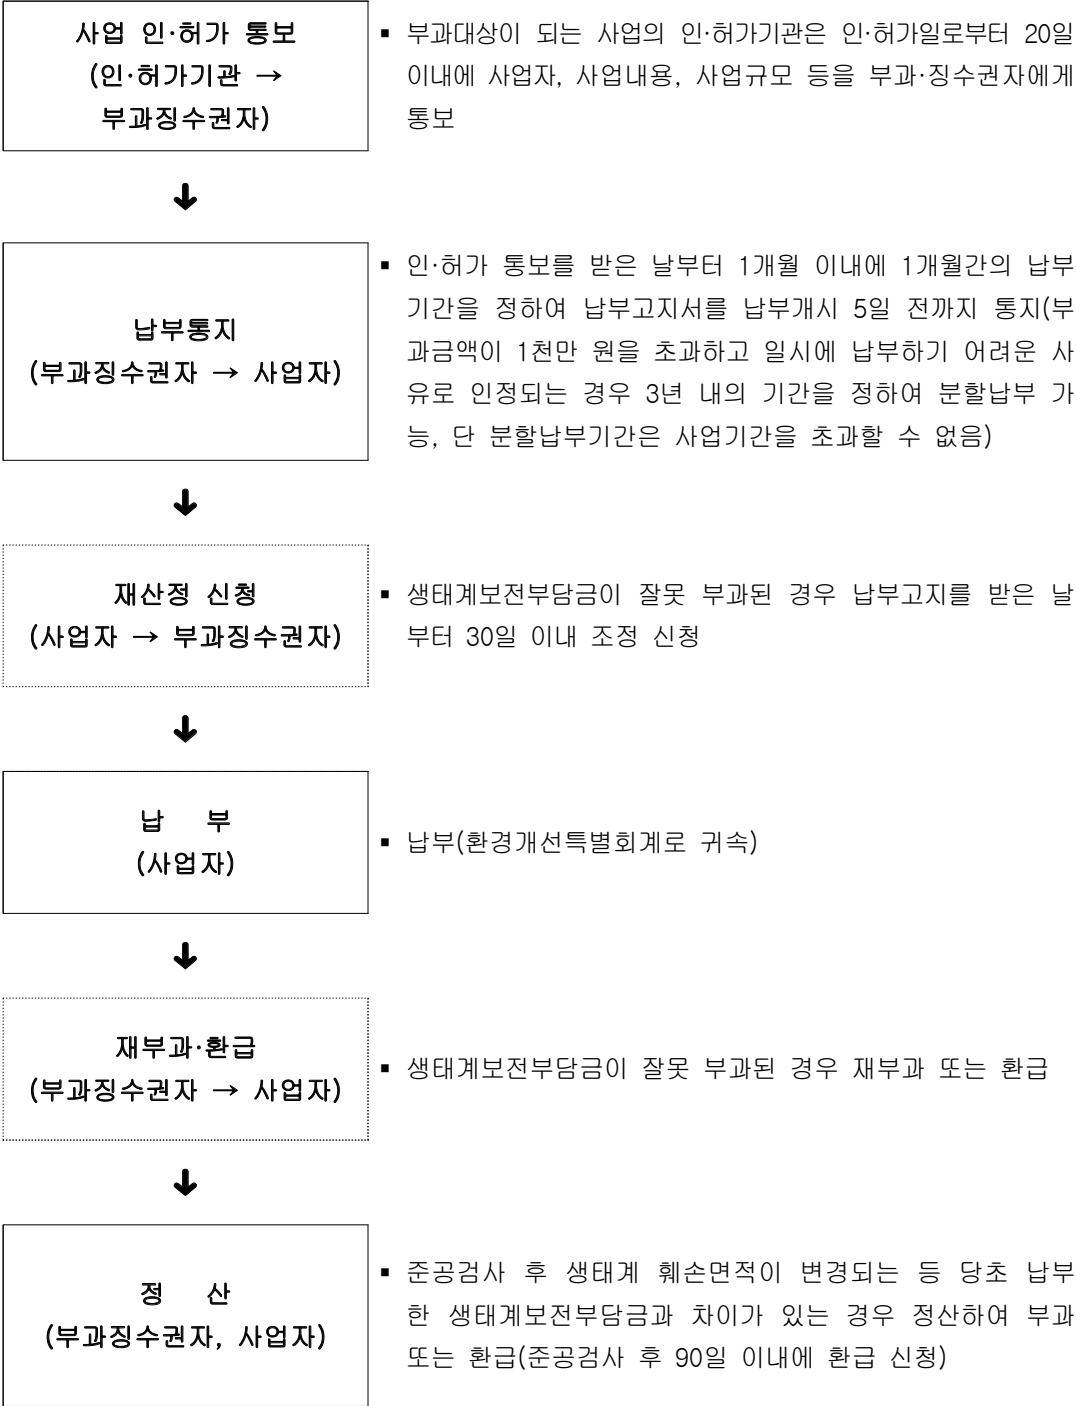 사업 인·허가 통보
(인·허가기관 →
부과징수권자)
▪ 부과대상이 되는 사업의 인·허가기관은 인·허가일로부터 20일
이내에 사업자, 사업내용, 사업규모 등을 부과·징수권자에게
통보
↓
납부통지
(부과징수권자 → 사업자)
▪ 인·허가 통보를 받은 날부터 1개월 이내에 1개월간의 납부
기간을 정하여 납부고지서를 납부개시 5일 전까지 통지(부
과금액이 1천만 원을 초과하고 일시에 납부하기 어려운 사
유로 인정되는 경우 3년 내의 기간을 정하여 분할납부 가
능, 단 분할납부기간은 사업기간을 초과할 수 없음)
↓
재산정 신청
(사업자 → 부과징수권자)
▪ 생태계보전부담금이 잘못 부과된 경우 납부고지를 받은 날
부터 30일 이내 조정 신청
↓
납 부
(사업자)
▪ 납부(환경개선특별회계로 귀속)
↓
재부과·환급
(부과징수권자 → 사업자)
▪ 생태계보전부담금이 잘못 부과된 경우 재부과 또는 환급
↓
정 산
(부과징수권자, 사업자)
▪ 준공검사 후 생태계 훼손면적이 변경되는 등 당초 납부
한 생태계보전부담금과 차이가 있는 경우 정산하여 부과
또는 환급(준공검사 후 90일 이내에 환급 신청)